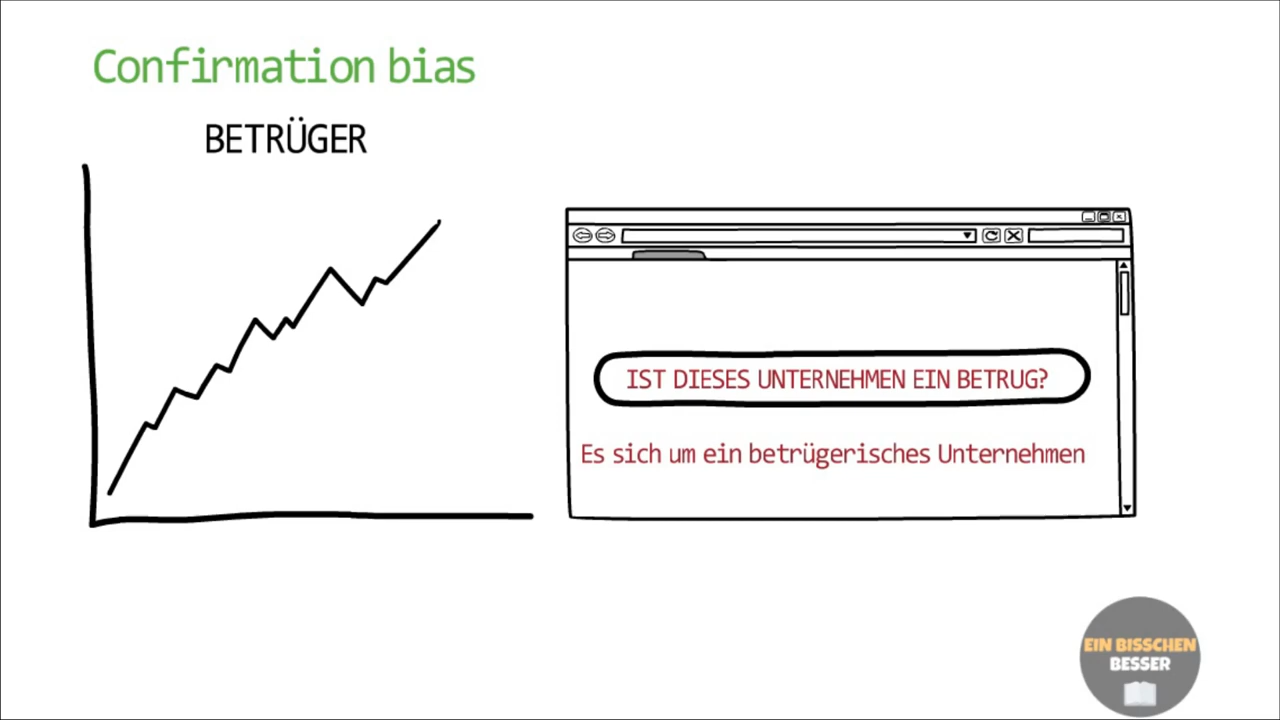 Confirmation bias
BETRÜGER
IST DIESES UNTERNEHMEN EIN BETRUG?
Es sich um ein betrügerisches Unternehmen
EIN BISSCHEN
BESSER